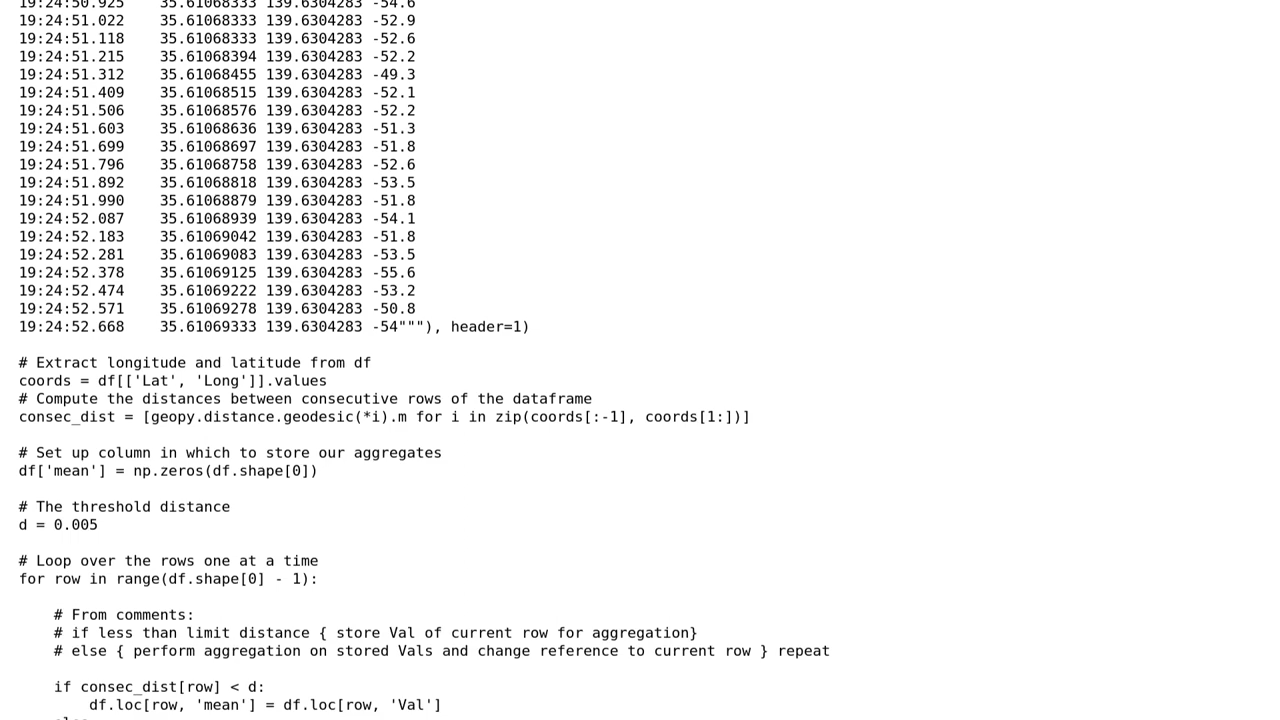 19:24:50.925    35.61068333 139.6304283 -54.6
19:24:51.022    35.61068333 139.6304283 -52.9
19:24:51.118    35.61068333 139.6304283 -52.6
19:24:51.215    35.61068394 139.6304283 -52.2
19:24:51.312    35.61068455 139.6304283 -49.3
19:24:51.409    35.61068515 139.6304283 -52.1
19:24:51.506    35.61068576 139.6304283 -52.2
19:24:51.603    35.61068636 139.6304283 -51.3
19:24:51.699    35.61068697 139.6304283 -51.8
19:24:51.796    35.61068758 139.6304283 -52.6
19:24:51.892    35.61068818 139.6304283 -53.5
19:24:51.990    35.61068879 139.6304283 -51.8
19:24:52.087    35.61068939 139.6304283 -54.1
19:24:52.183    35.61069042 139.6304283 -51.8
19:24:52.281    35.61069083 139.6304283 -53.5
19:24:52.378    35.61069125 139.6304283 -55.6
19:24:52.474    35.61069222 139.6304283 -53.2
19:24:52.571    35.61069278 139.6304283 -50.8
19:24:52.668    35.61069333 139.6304283 -54"""), header=1)
# Extract longitude and latitude from df
coords = df[['Lat', 'Long']].values
# Compute the distances between consecutive rows of the dataframe
consec_dist = [geopy.distance.geodesic(*i).m for i in zip(coords[:-1], coords[1:])]
# Set up column in which to store our aggregates
df['mean'] = np.zeros(df.shape[0])
# The threshold distance
d = 0.005
# Loop over the rows one at a time
for row in range(df.shape[0] - 1):
    # From comments:
    # if less than limit distance { store Val of current row for aggregation}
    # else { perform aggregation on stored Vals and change reference to current row } repeat
    if consec_dist[row] < d:
        df.loc[row, 'mean'] = df.loc[row, 'Val']